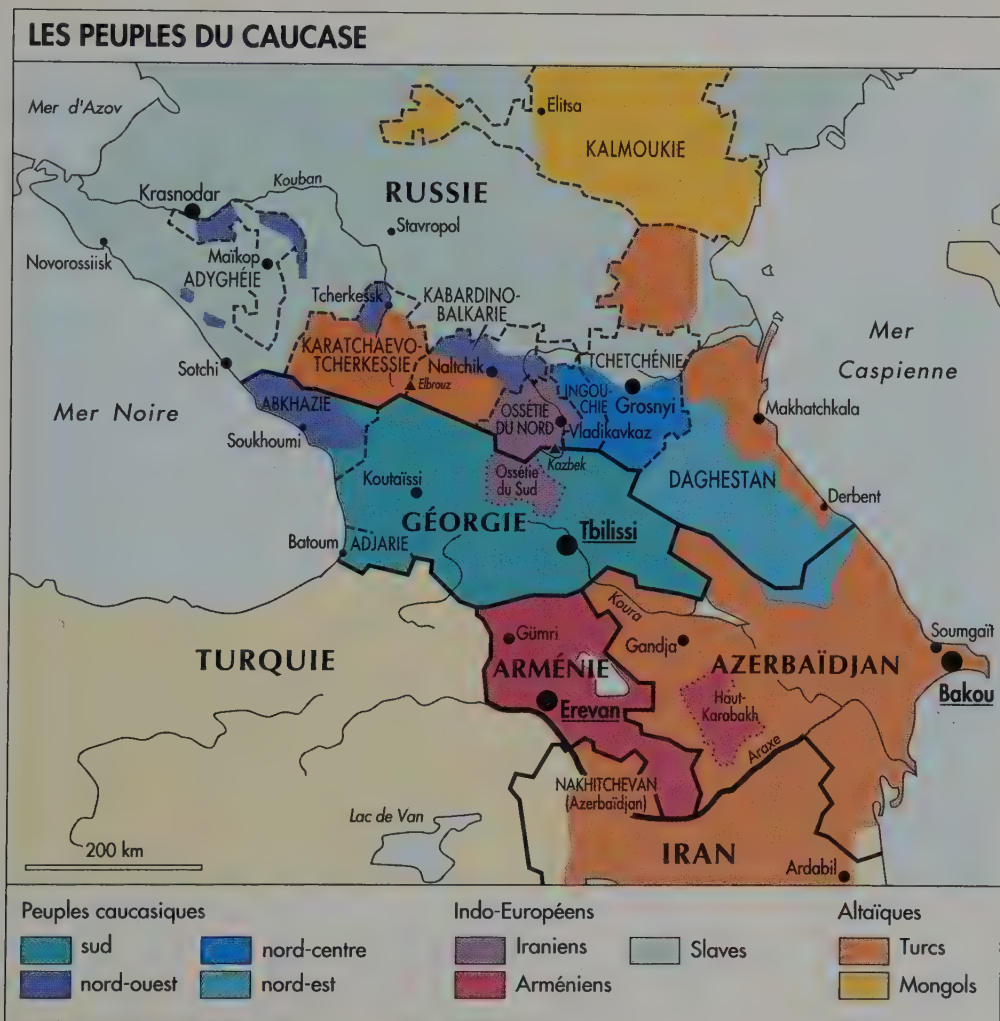 LES PEUPLES DU CAUCASE
Mer d'Azov
Elitsa
KALMOUKIE
Kouban
Krasnodar
RUSSIE
Stavropol
Novorossiisk
Maïkop
ADYGHÉIE
Tcherkessk
KABARDINO-
BALKARIE
Mer
Caspienne
KARATCHAEVO-
TCHERKESSIE
Naltchik
TCHETCHÉNIE
Sotchi
Elbrouz
INGOU-
CHIE
Grosnyi
Mer Noire
ABKHAZIE
OSSÉTIE
DU NORD
Vladikavkaz
Makhatchkala
Soukhoumi
Kazbek
Koutaïssi
Ossétie
du Sud
DAGHESTAN
Derbent
GÉORGIE
Tbilissi
Batoum
ADJARIE
Koura
Gümri
Gandja
Soumgaït
TURQUIE
ARMÉNIE
AZERBAÏDJAN
Bakou
Erevan
Haut-
Karabakh
Araxe
NAKHITCHEVAN
(Azerbaïdjan)
Lac de Van
IRAN
Ardabil
200 km
Peuples caucasiques
sud
nord-ouest
nord-centre
nord-est
Indo-Européens
Iraniens
Arméniens
Slaves
Altaïques
Turcs
Mongols